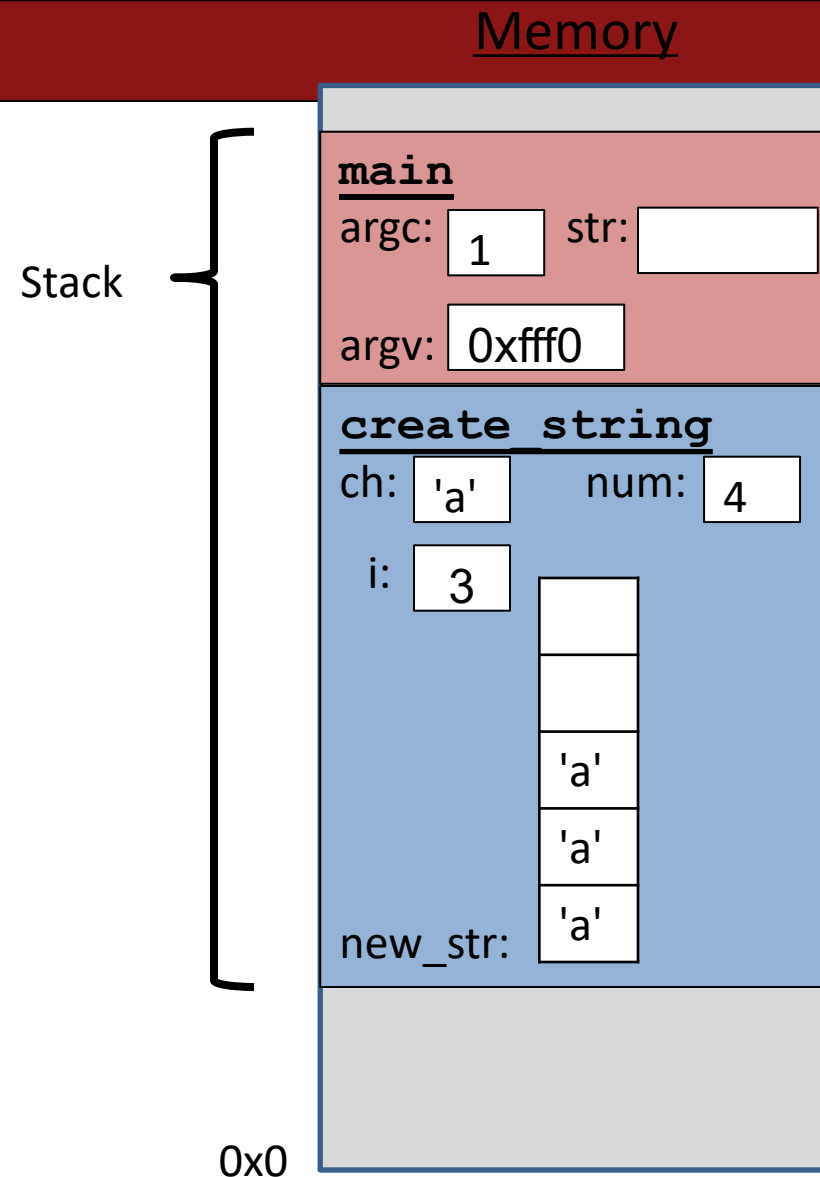 Memory
main
argc: 1 str:
Stack
argv: 0xfff0
create_string
ch: 'a' num: 4
i: 3
'a'
'a'
new_str: 'a'
0x0